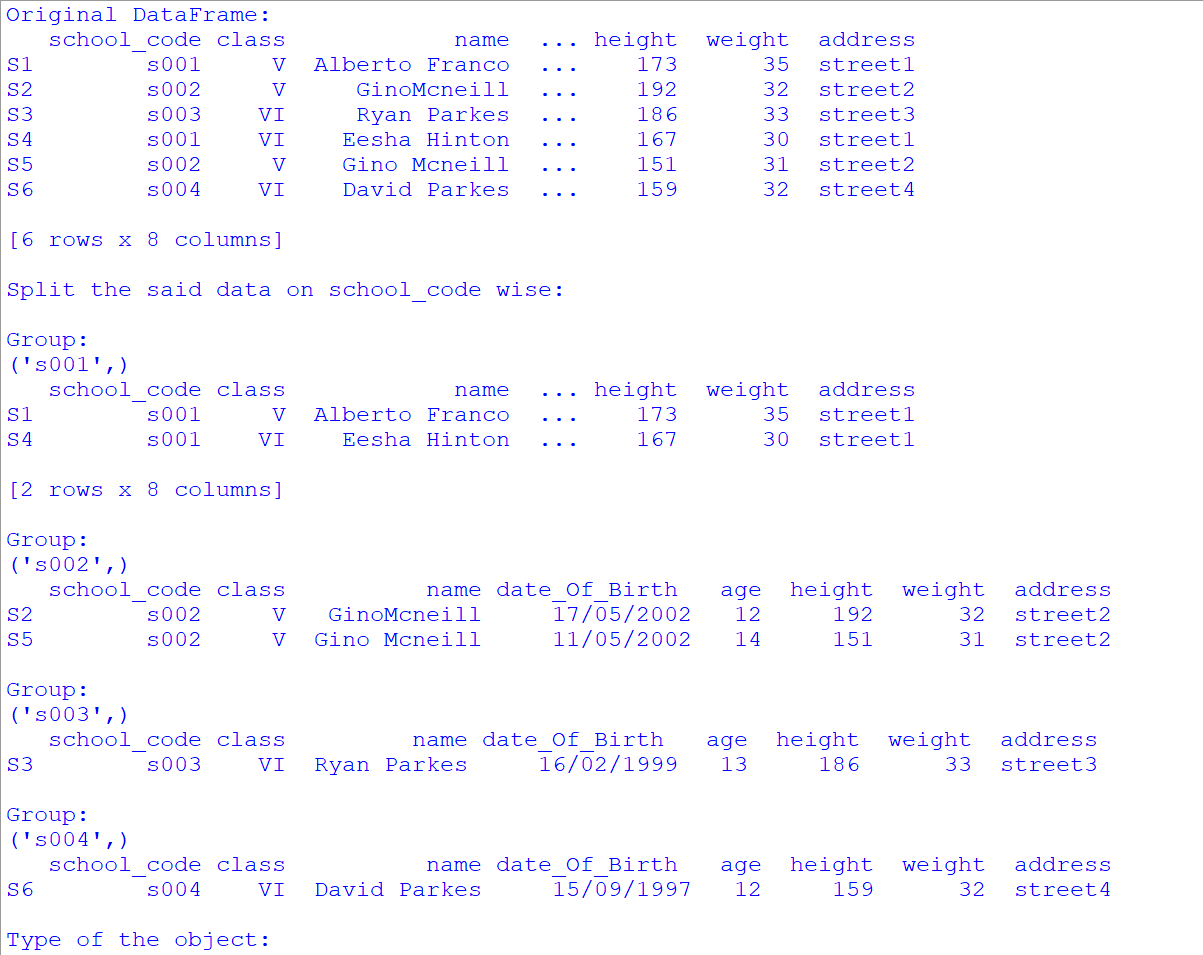 Original DataFrame:
   school_code class            name  ... height  weight  address
S1        s001     V  Alberto Franco  ...    173      35  street1
S2        s002     V     GinoMcneill  ...    192      32  street2
S3        s003    VI     Ryan Parkes  ...    186      33  street3
S4        s001    VI    Eesha Hinton  ...    167      30  street1
S5        s002     V    Gino Mcneill  ...    151      31  street2
S6        s004    VI    David Parkes  ...    159      32  street4

[6 rows x 8 columns]

Split the said data on school_code wise:

Group:
('s001',)
   school_code class            name  ... height  weight  address
S1        s001     V  Alberto Franco  ...    173      35  street1
S4        s001    VI    Eesha Hinton  ...    167      30  street1

[2 rows x 8 columns]

Group:
('s002',)
   school_code class          name date_Of_Birth   age  height  weight  address
S2        s002     V   GinoMcneill     17/05/2002   12     192      32  street2
S5        s002     V  Gino Mcneill     11/05/2002   14     151      31  street2

Group:
('s003',)
   school_code class         name date_Of_Birth   age  height  weight  address
S3        s003    VI  Ryan Parkes     16/02/1999   13     186      33  street3

Group:
('s004',)
   school_code class          name date_Of_Birth   age  height  weight  address
S6        s004    VI  David Parkes     15/09/1997   12     159      32  street4

Type of the object: